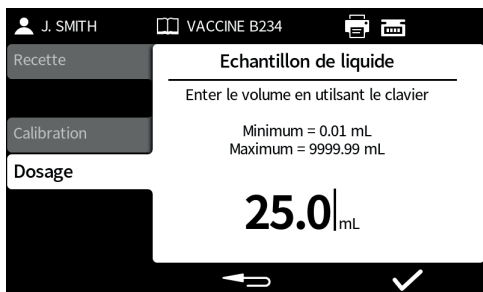 J. SMITH
VACCINE B234
Recette
Calibration
Dosage
Echantillon de liquide
Enter le volume en utilsant le clavier
Minimum = 0.01 mL
Maximum = 9999.99 mL
25.0 mL